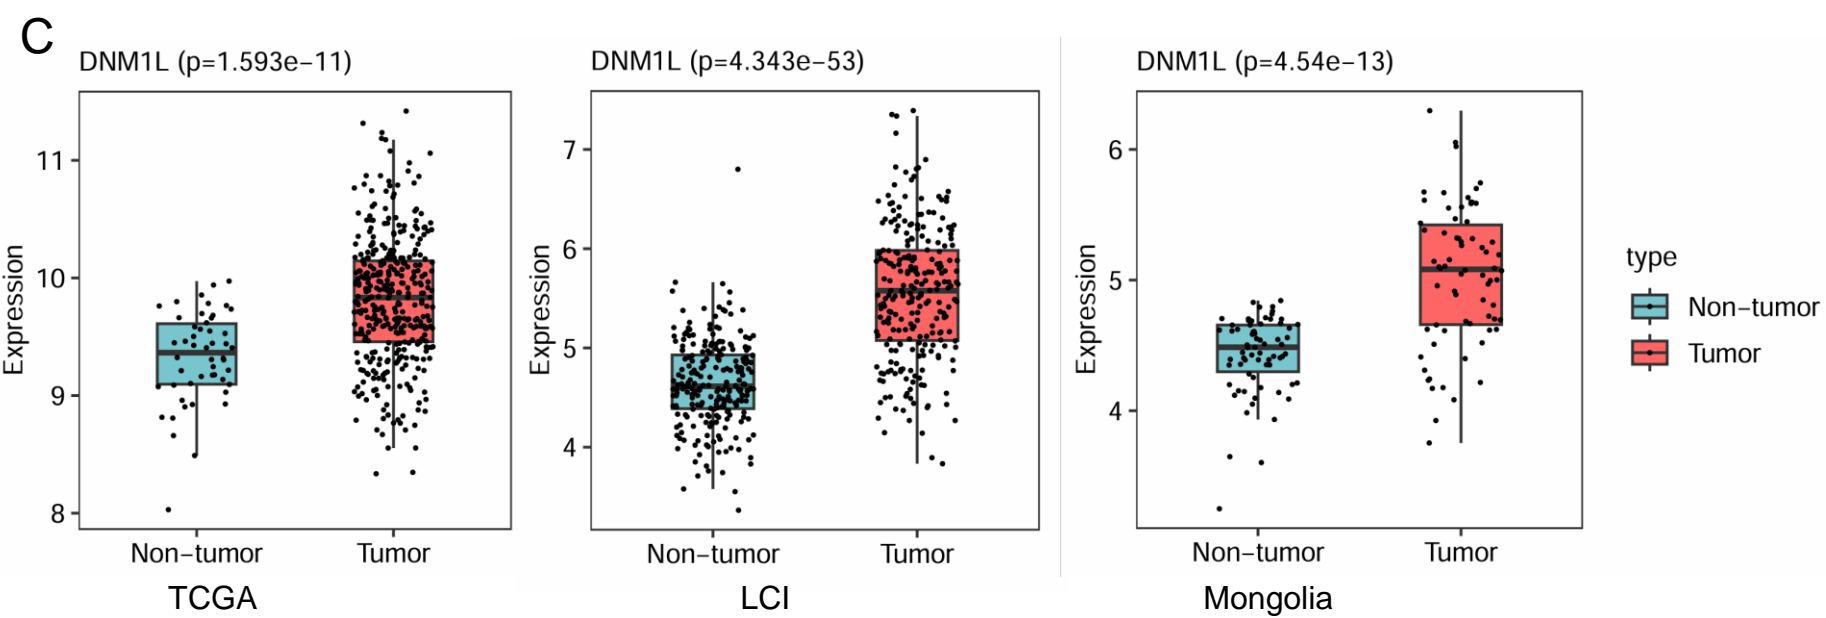 C
DNM1L (p=1.593e−11)
Expression
11
10
9
8
Non−tumor
Tumor
TCGA
DNM1L (p=4.343e−53)
Expression
7
6
5
4
Non−tumor
Tumor
LCI
DNM1L (p=4.54e−13)
Expression
6
5
4
Non−tumor
Tumor
Mongolia
type
Non−tumor
Tumor